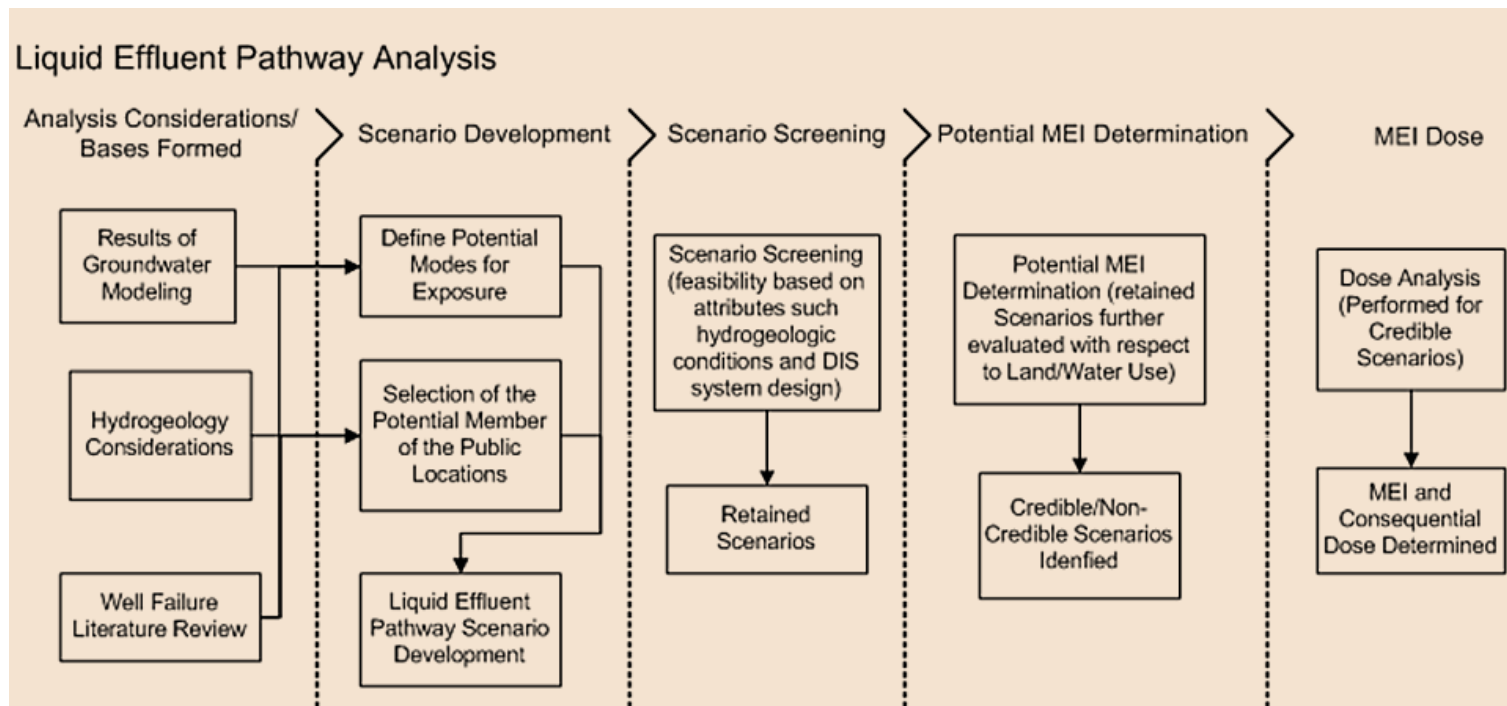 Liquid Effluent Pathway Analysis
Analysis Considerations/
Bases Formed
Scenario Development
Scenario Screening
Potential MEI Determination
MEI Dose
Results of
Groundwater
Modeling
Hydrogeology
Considerations
Well Failure
Literature Review
Define Potential
Modes for
Exposure
Selection of the
Potential Member
of the Public
Locations
Liquid Effluent
Pathway Scenario
Development
Scenario Screening
(feasibility based on
attributes such
hydrogeologic
conditions and DIS
system design)
Retained
Scenarios
Potential MEI
Determination (retained
Scenarios further
evaluated with respect
to Land/Water Use)
Credible/Non-
Credible Scenarios
Idenfied
Dose Analysis
(Performed for
Credible
Scenarios)
MEI and
Consequential
Dose Determined